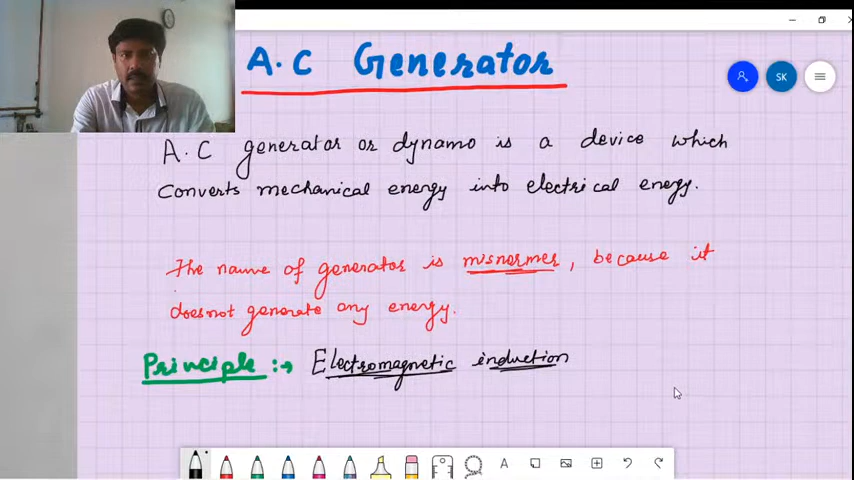 A.C Generator
SK
A.C generator or dynamo is a device which
converts mechanical energy into electrical energy.
The name of generator is misnormer, because it
doesnot generate any energy.
Principle :→ Electromagnetic induction
A